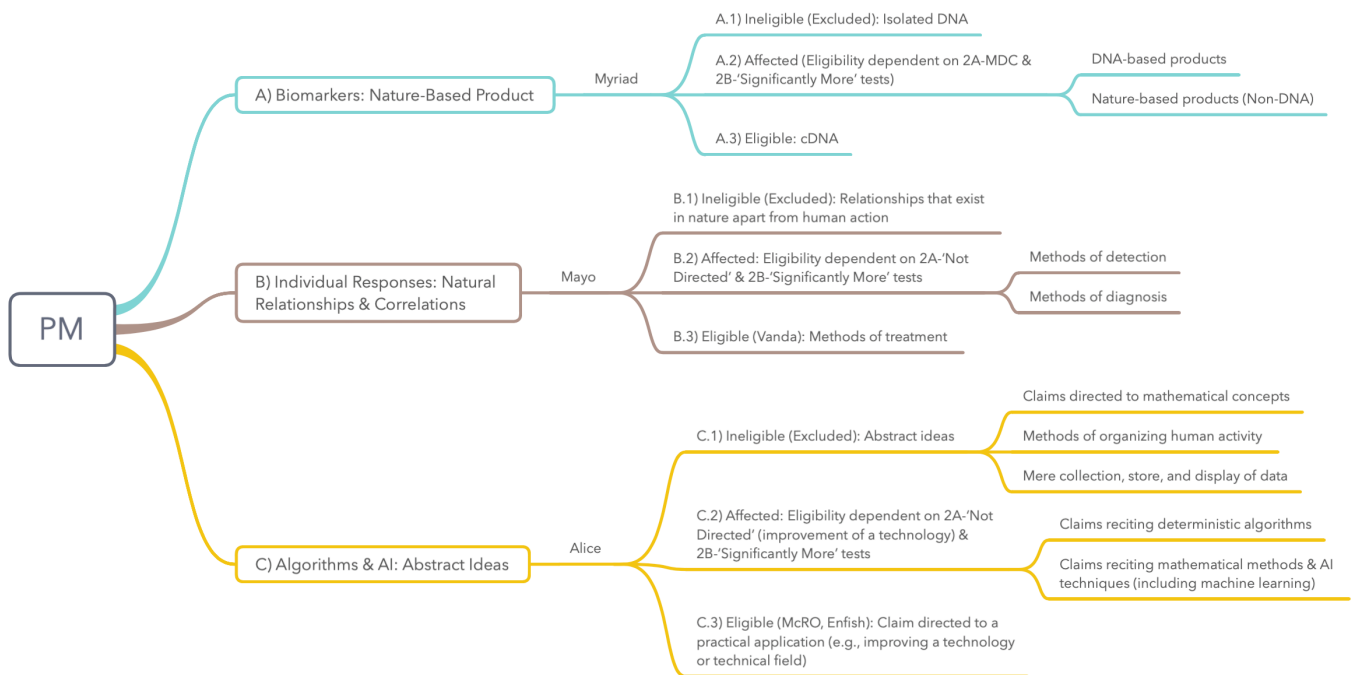 PM
A) Biomarkers: Nature-Based Product
Myriad
A.1) Ineligible (Excluded): Isolated DNA
A.2) Affected (Eligibility dependent on 2A-MDC &
2B-‘Significantly More’ tests)
DNA-based products
Nature-based products (Non-DNA)
A.3) Eligible: cDNA
B) Individual Responses: Natural
Relationships & Correlations
Mayo
B.1) Ineligible (Excluded): Relationships that exist
in nature apart from human action
B.2) Affected: Eligibility dependent on 2A-‘Not
Directed’ & 2B-‘Significantly More’ tests
Methods of detection
Methods of diagnosis
B.3) Eligible (Vanda): Methods of treatment
C) Algorithms & AI: Abstract Ideas
Alice
C.1) Ineligible (Excluded): Abstract ideas
Claims directed to mathematical concepts
Methods of organizing human activity
Mere collection, store, and display of data
C.2) Affected: Eligibility dependent on 2A-‘Not
Directed’ (improvement of a technology) &
2B-‘Significantly More’ tests
Claims reciting deterministic algorithms
Claims reciting mathematical methods & AI
techniques (including machine learning)
C.3) Eligible (McRO, Enfish): Claim directed to a
practical application (e.g., improving a technology
or technical field)